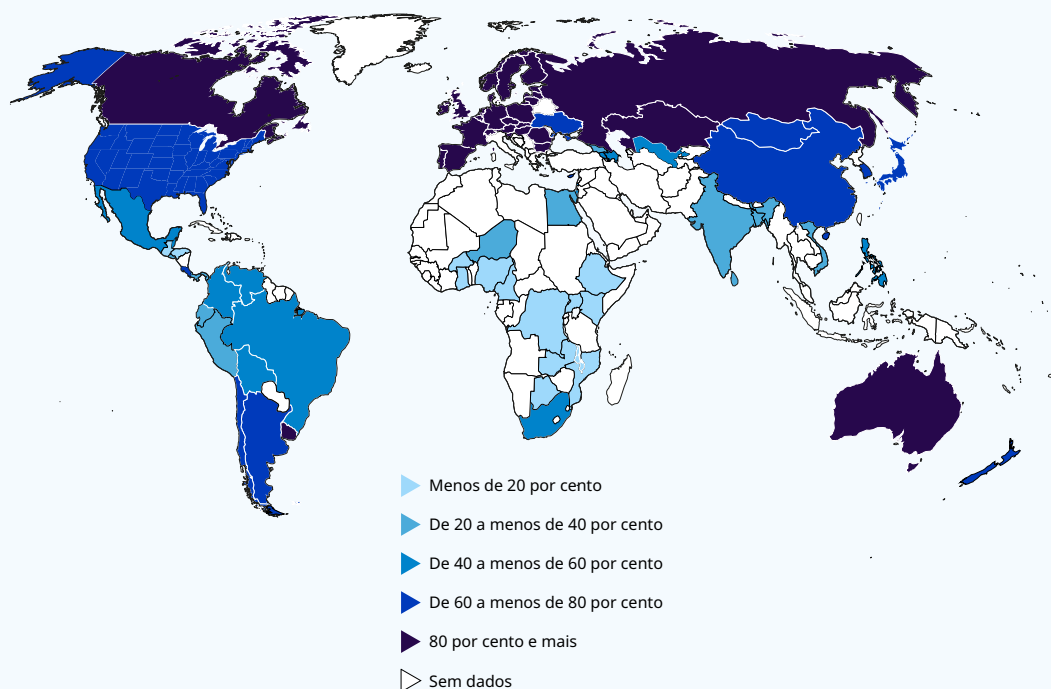 Menos de 20 por cento
De 20 a menos de 40 por cento
De 40 a menos de 60 por cento
De 60 a menos de 80 por cento
80 por cento e mais
Sem dados